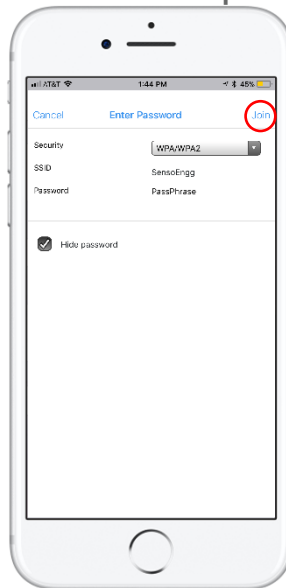 AT&T 1:44 PM 45%
Cancel Enter Password Join
Security WPA/WPA2
SSID SensoEngg
Password PassPhrase
Hide password